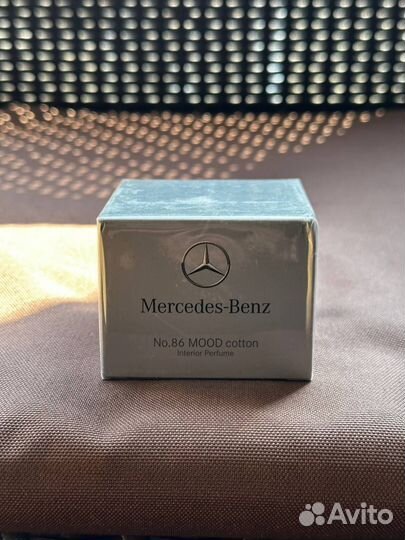 Mercedes-Benz
No.86 MOOD cotton
Interior Perfume
Avito